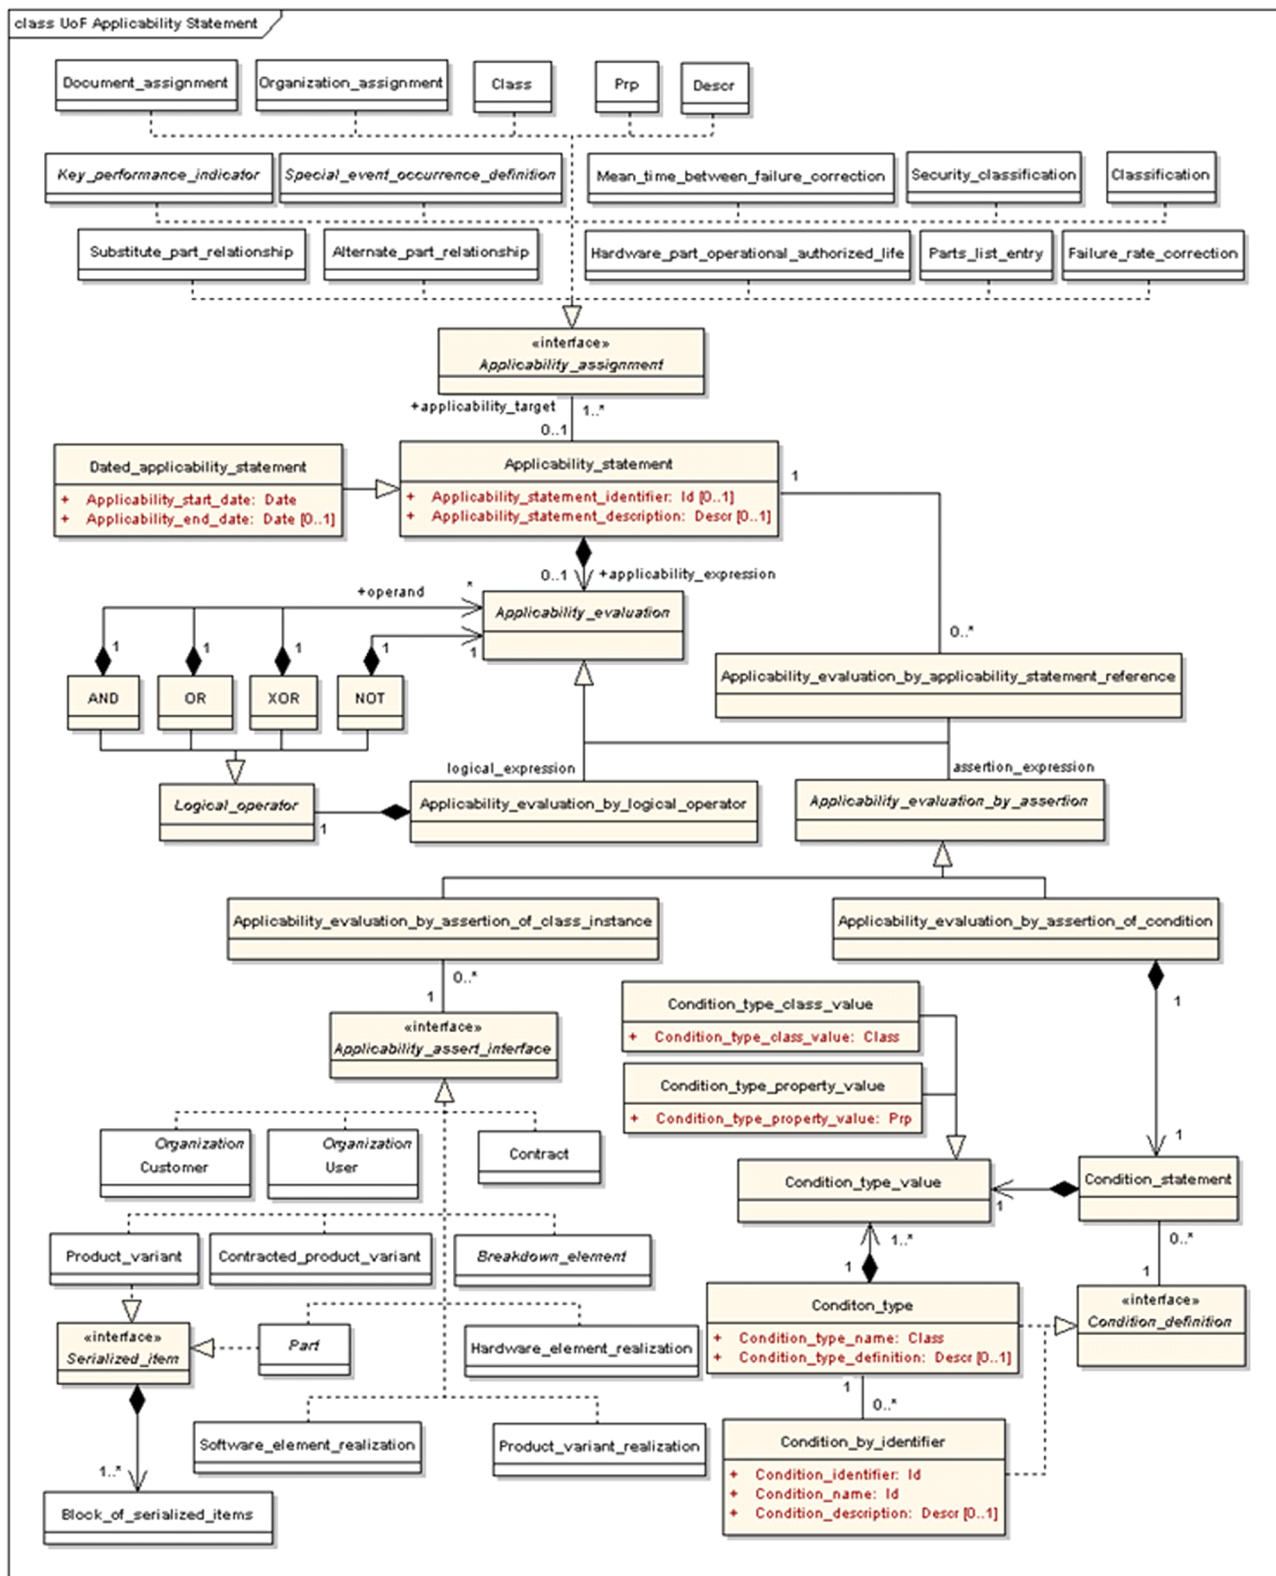 class UoF Applicability Statement
Document_assignment
Organization_assignment
Class
Prp
Descr
Key_performance_indicator
Special_event_occurrence_definition
Mean_time_between_failure_correction
Security_classification
Classification
Substitute_part_relationship
Alternate_part_relationship
Hardware_part_operational_authorized_life
Parts_list_entry
Failure_rate_correction
«interface»
Applicability_assignment
+applicability_target
1..*
0..1
Dated_applicability_statement
+ Applicability_start_date: Date
+ Applicability_end_date: Date [0..1]
Applicability_statement
+ Applicability_statement_identifier: Id [0..1]
+ Applicability_statement_description: Descr [0..1]
1
0..1
+applicability_expression
+operand
*
Applicability_evaluation
1
1
1
1
1
0..*
AND
OR
XOR
NOT
Applicability_evaluation_by_applicability_statement_reference
logical_expression
assertion_expression
Logical_operator
1
Applicability_evaluation_by_logical_operator
Applicability_evaluation_by_assertion
Applicability_evaluation_by_assertion_of_class_instance
Applicability_evaluation_by_assertion_of_condition
0..*
1
1
Condition_type_class_value
+ Condition_type_class_value: Class
«interface»
Applicability_assert_interface
Condition_type_property_value
+ Condition_type_property_value: Prp
Organization
Customer
Organization
User
Contract
1
Condition_type_value
1
Condition_statement
Product_variant
Contracted_product_variant
Breakdown_element
1..*
0..*
1
1
Conditon_type
+ Condition_type_name: Class
+ Condition_type_definition: Descr [0..1]
«interface»
Condition_definition
«interface»
Serialized_item
Part
Hardware_element_realization
1
0..*
Software_element_realization
Product_variant_realization
Condition_by_identifier
+ Condition_identifier: Id
+ Condition_name: Id
+ Condition_description: Descr [0..1]
1..*
Block_of_serialized_items